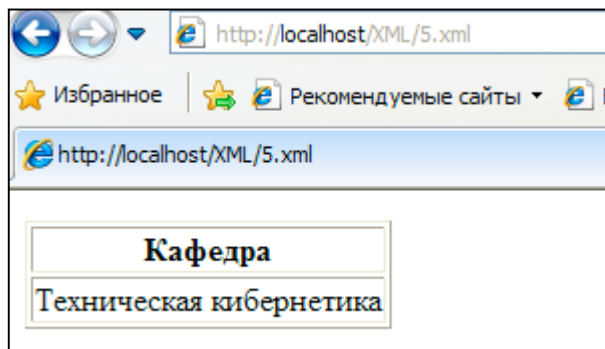 http://localhost/XML/5.xml
Избранное Рекомендуемые сайты
http://localhost/XML/5.xml
Кафедра
Техническая кибернетика